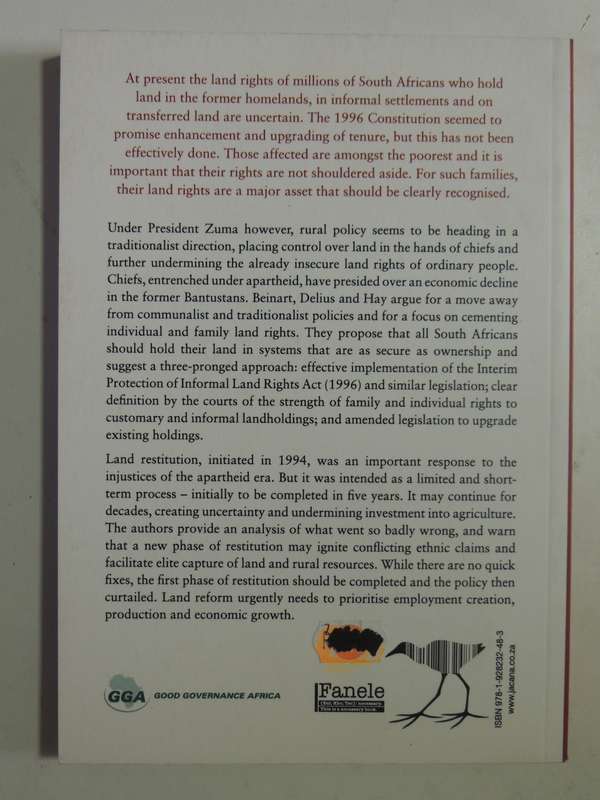 At present the land rights of millions of South Africans who hold
land in the former homelands, in informal settlements and on
transferred land are uncertain. The 1996 Constitution seemed to
promise enhancement and upgrading of tenure, but this has not been
effectively done. Those affected are amongst the poorest and it is
important that their rights are not shouldered aside. For such families,
their land rights are a major asset that should be clearly recognised.
Under President Zuma however, rural policy seems to be heading in a
traditionalist direction, placing control over land in the hands of chiefs and
further undermining the already insecure land rights of ordinary people.
Chiefs, entrenched under apartheid, have presided over an economic decline
in the former Bantustans. Beinart, Delius and Hay argue for a move away
from communalist and traditionalist policies and for a focus on cementing
individual and family land rights. They propose that all South Africans
should hold their land in systems that are as secure as ownership and
suggest a three-pronged approach: effective implementation of the Interim
Protection of Informal Land Rights Act (1996) and similar legislation; clear
definition by the courts of the strength of family and individual rights to
customary and informal landholdings; and amended legislation to upgrade
existing holdings.
Land restitution, initiated in 1994, was an important response to the
injustices of the apartheid era. But it was intended as a limited and short-
term process – initially to be completed in five years. It may continue for
decades, creating uncertainty and undermining investment into agriculture.
The authors provide an analysis of what went so badly wrong, and warn
that a new phase of restitution may ignite conflicting ethnic claims and
facilitate elite capture of land and rural resources. While there are no quick
fixes, the first phase of restitution should be completed and the policy then
curtailed. Land reform urgently needs to prioritise employment creation,
production and economic growth.
GGA GOOD GOVERNANCE AFRICA
Fanele
This is a necessary book.
ISBN 978-1-928232-48-3
www.jacana.co.za